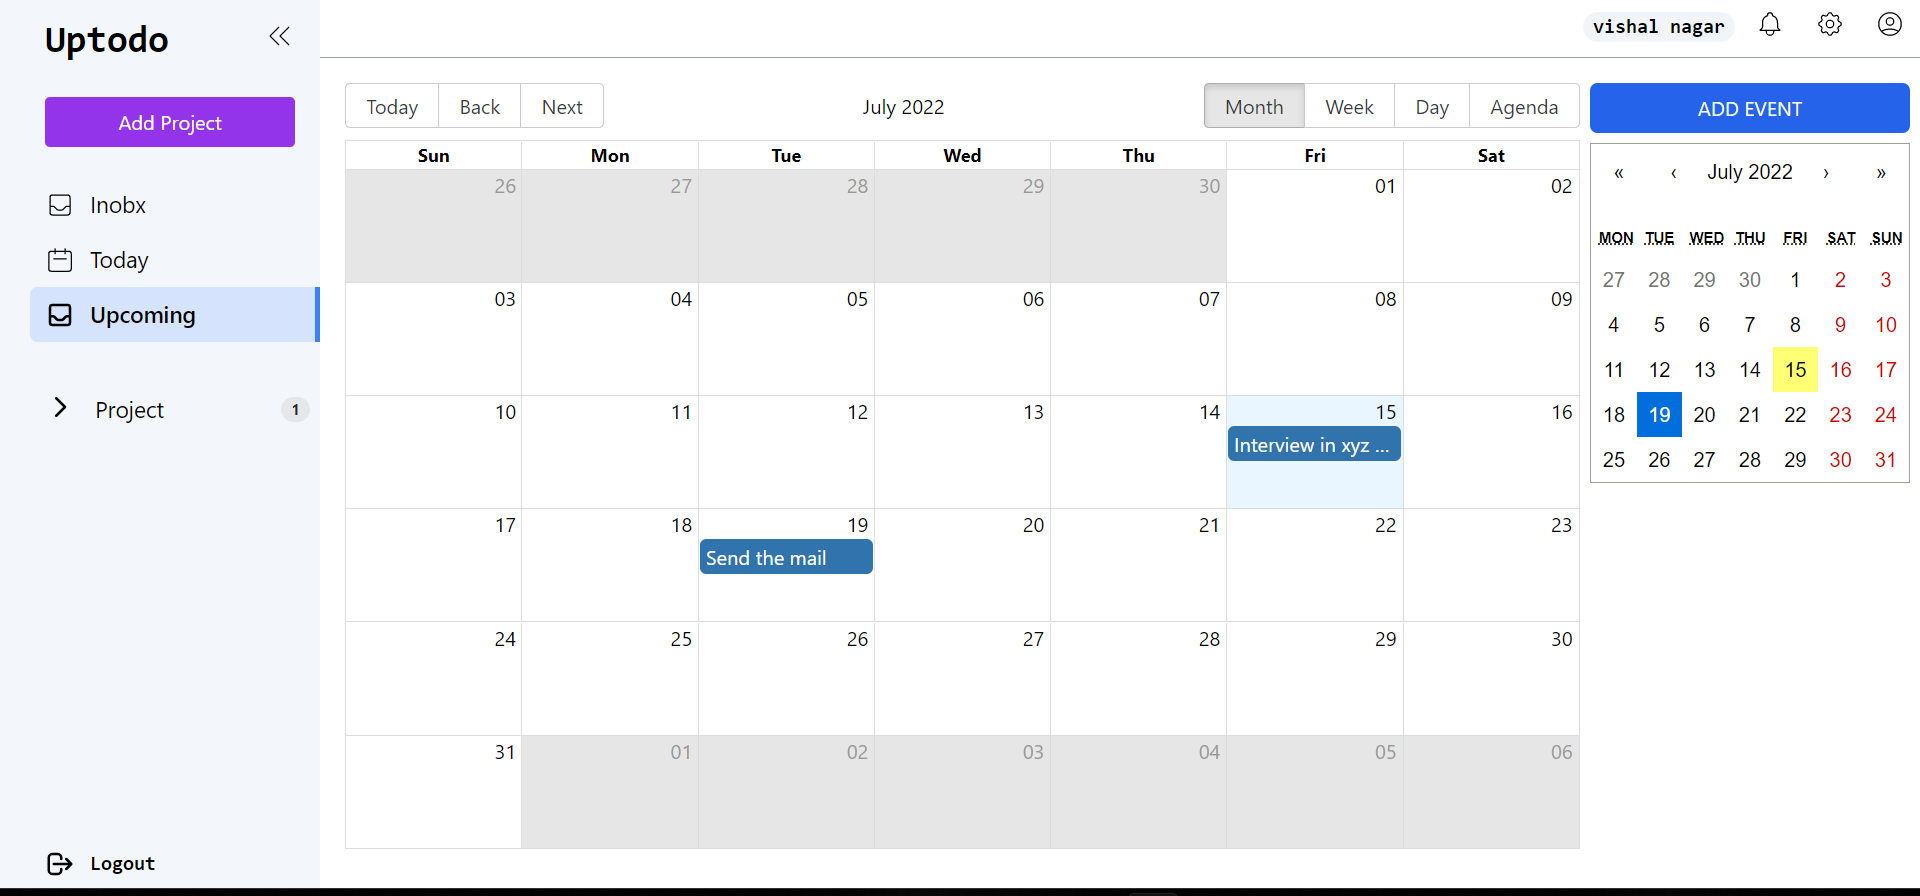 Uptodo
Add Project
Inobx
Today
Upcoming
Project 1
Logout
vishal nagar
Today Back Next July 2022 Month Week Day Agenda
Sun Mon Tue Wed Thu Fri Sat
26 27 28 29 30 01 02
03 04 05 06 07 08 09
10 11 12 13 14 15 16
Interview in xyz ...
17 18 19 20 21 22 23
Send the mail
24 25 26 27 28 29 30
31 01 02 03 04 05 06
ADD EVENT
« ‹ July 2022 › »
MON TUE WED THU FRI SAT SUN
27 28 29 30 1 2 3
4 5 6 7 8 9 10
11 12 13 14 15 16 17
18 19 20 21 22 23 24
25 26 27 28 29 30 31